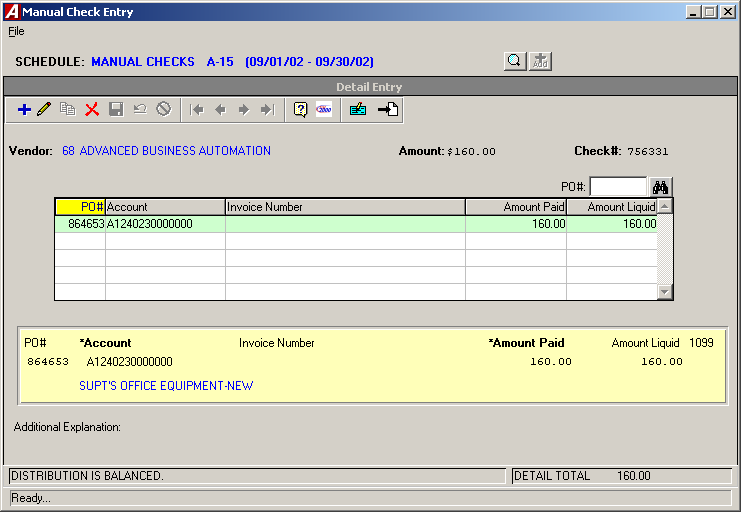 Manual Check Entry
File
SCHEDULE: MANUAL CHECKS A-15 (09/01/02 - 09/30/02) Add
Detail Entry
Vendor: 68 ADVANCED BUSINESS AUTOMATION Amount: $160.00 Check#: 756331
PO#:
PO# Account Invoice Number Amount Paid Amount Liquid
864653 A1240230000000 160.00 160.00
PO# *Account Invoice Number *Amount Paid Amount Liquid 1099
864653 A1240230000000 160.00 160.00
SUPT'S OFFICE EQUIPMENT-NEW
Additional Explanation:
DISTRIBUTION IS BALANCED. DETAIL TOTAL 160.00
Ready...